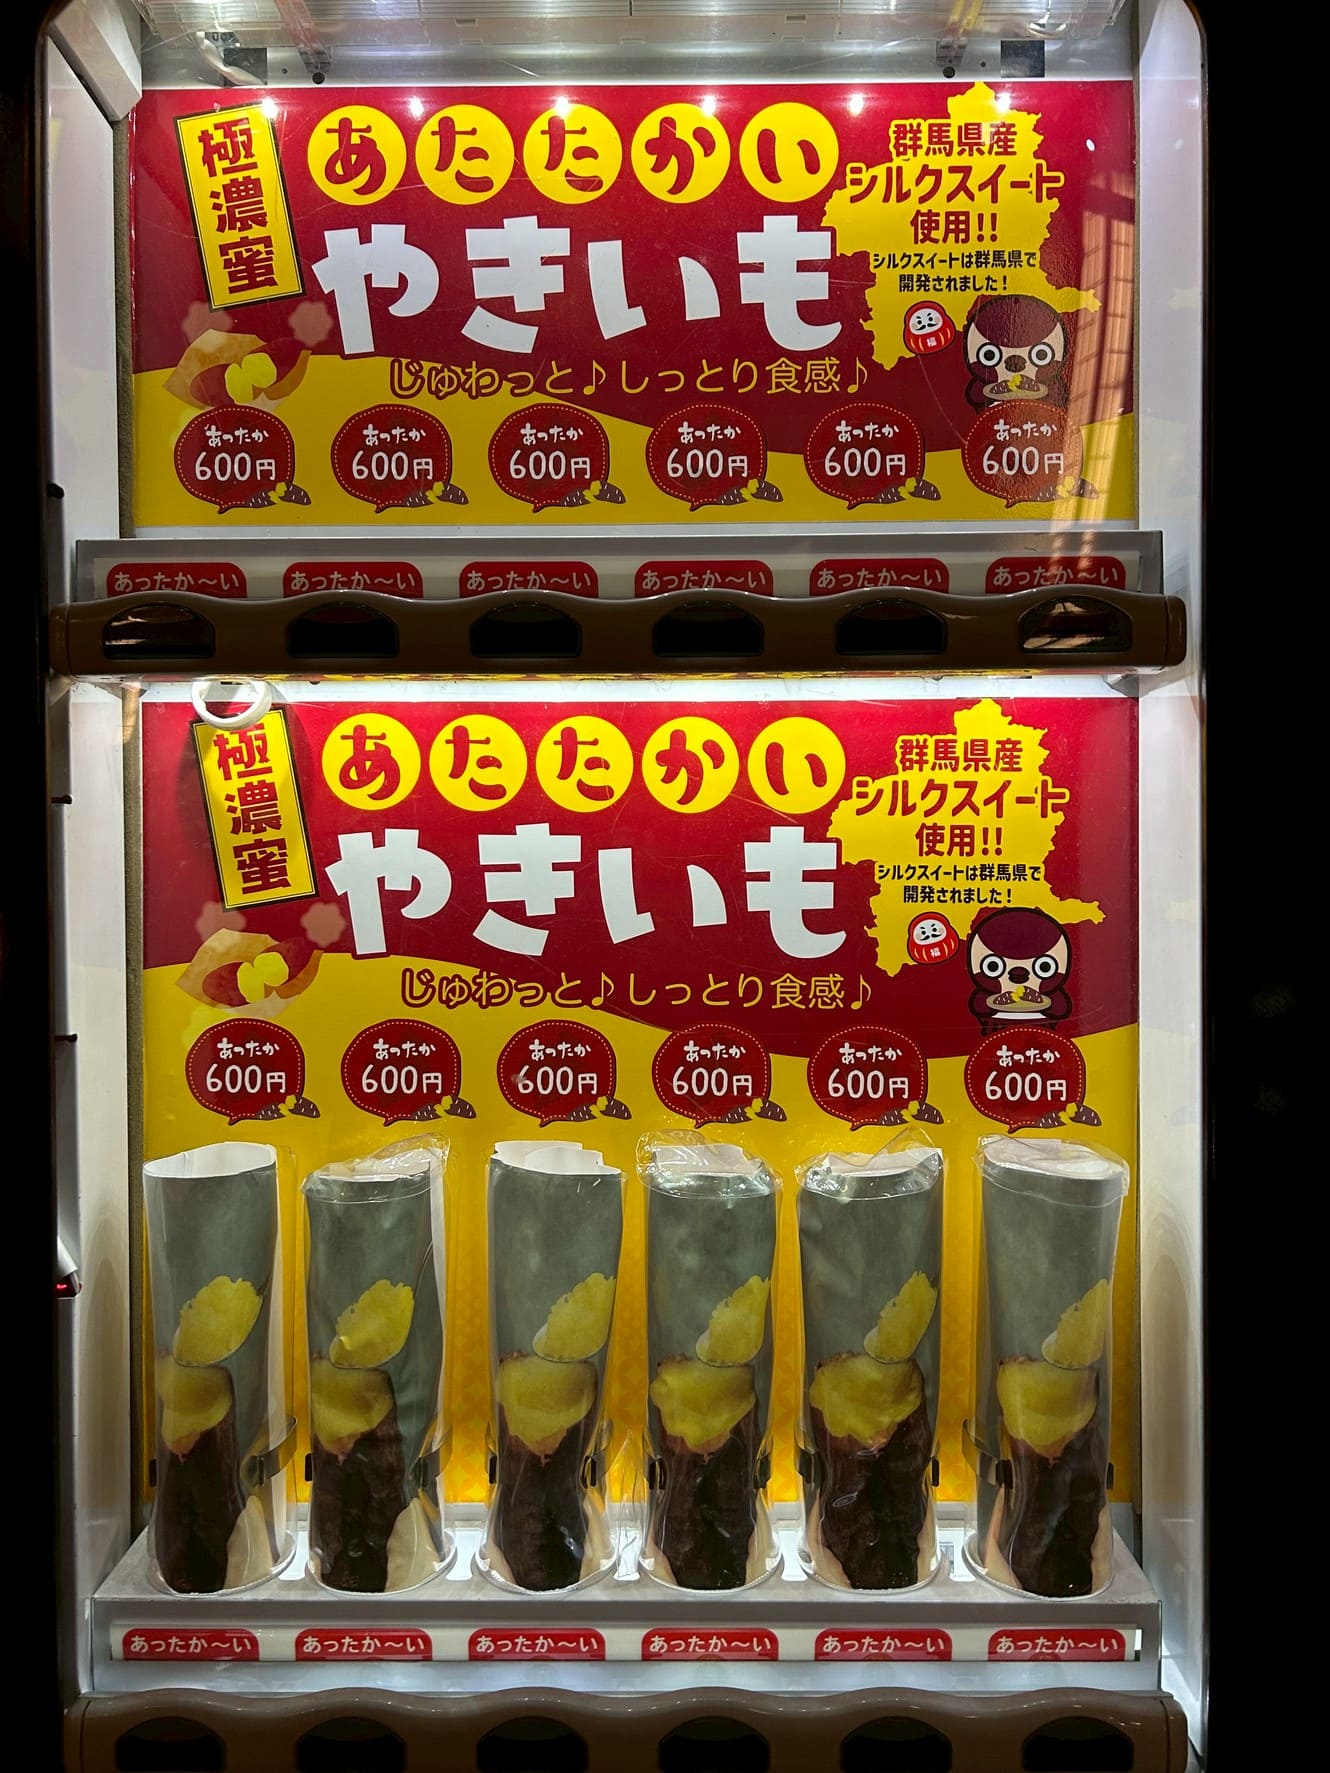 極濃蜜
あたたかい
やきいも
じゅわっと♪しっとり食感♪
群馬県産
シルクスイート
使用!!
シルクスイートは群馬県で
開発されました!
福
あったか
600円
あったか
600円
あったか
600円
あったか
600円
あったか
600円
あったか
600円
あったか〜い
あったか〜い
あったか〜い
あったか〜い
あったか〜い
あったか〜い
極濃蜜
あたたかい
やきいも
じゅわっと♪しっとり食感♪
群馬県産
シルクスイート
使用!!
シルクスイートは群馬県で
開発されました!
福
あったか
600円
あったか
600円
あったか
600円
あったか
600円
あったか
600円
あったか
600円
あったか〜い
あったか〜い
あったか〜い
あったか〜い
あったか〜い
あったか〜い